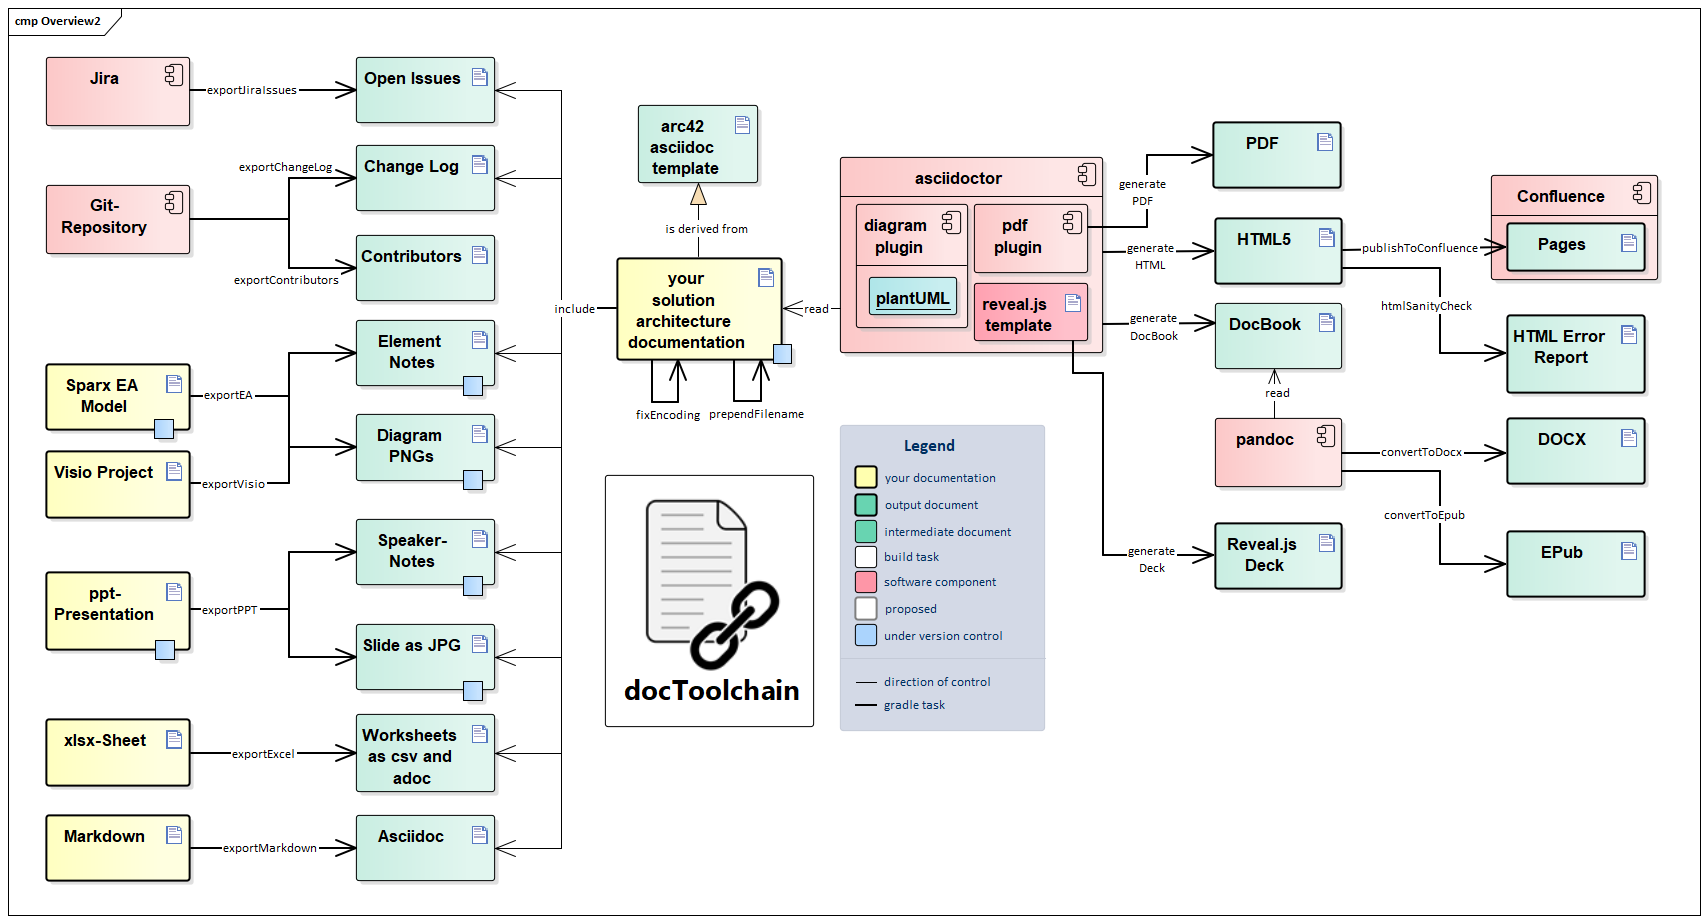 cmp Overview2
Jira
exportJiraIssues
Open Issues
Git-
Repository
exportChangeLog
Change Log
exportContributors
Contributors
Sparx EA
Model
exportEA
Element
Notes
Visio Project
exportVisio
Diagram
PNGs
ppt-
Presentation
exportPPT
Speaker-
Notes
Slide as JPG
xlsx-Sheet
exportExcel
Worksheets
as csv and
adoc
Markdown
exportMarkdown
Asciidoc
include
arc42
asciidoc
template
is derived from
your
solution
architecture
documentation
fixEncoding
prependFilename
read
docToolchain
asciidoctor
diagram
plugin
plantUML
pdf
plugin
reveal.js
template
Legend
your documentation
output document
intermediate document
build task
software component
proposed
under version control
direction of control
gradle task
generate
PDF
PDF
generate
HTML
HTML5
generate
DocBook
DocBook
read
pandoc
generate
Deck
Reveal.js
Deck
publishToConfluence
Confluence
Pages
htmlSanityCheck
HTML Error
Report
convertToDocx
DOCX
convertToEpub
EPub